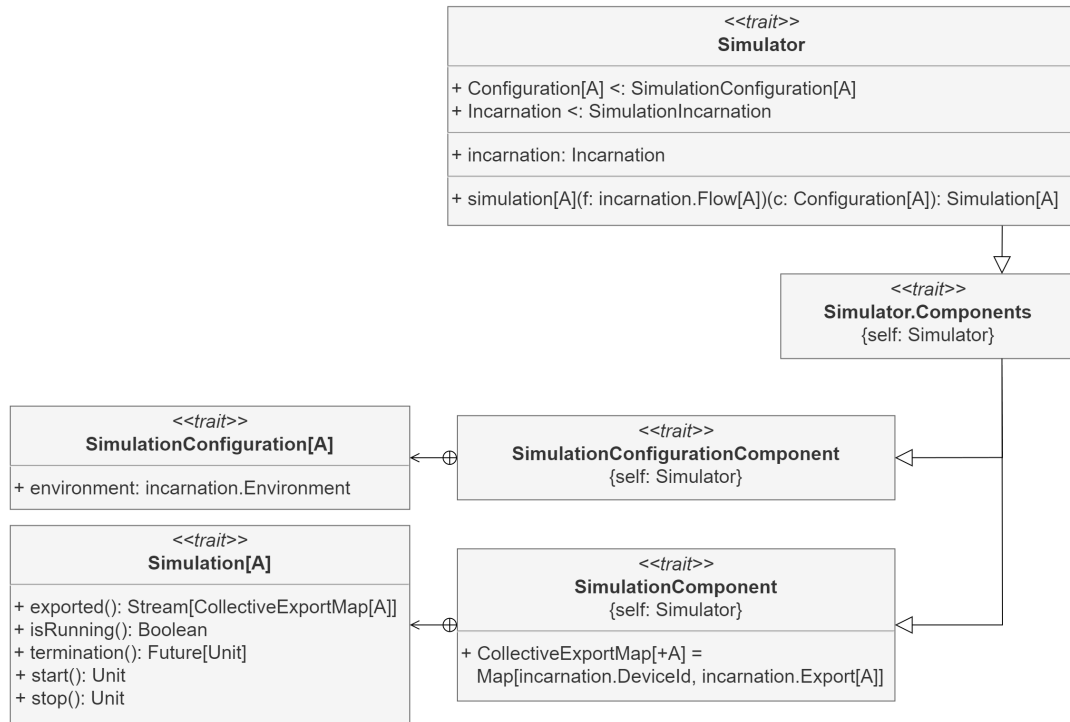 <<trait>>
Simulator
+ Configuration[A] <: SimulationConfiguration[A]
+ Incarnation <: SimulationIncarnation
+ incarnation: Incarnation
+ simulation[A](f: incarnation.Flow[A])(c: Configuration[A]): Simulation[A]
<<trait>>
Simulator.Components
{self: Simulator}
<<trait>>
SimulationConfiguration[A]
+ environment: incarnation.Environment
<<trait>>
SimulationConfigurationComponent
{self: Simulator}
<<trait>>
Simulation[A]
+ exported(): Stream[CollectiveExportMap[A]]
+ isRunning(): Boolean
+ termination(): Future[Unit]
+ start(): Unit
+ stop(): Unit
<<trait>>
SimulationComponent
{self: Simulator}
+ CollectiveExportMap[+A] =
Map[incarnation.DeviceId, incarnation.Export[A]]